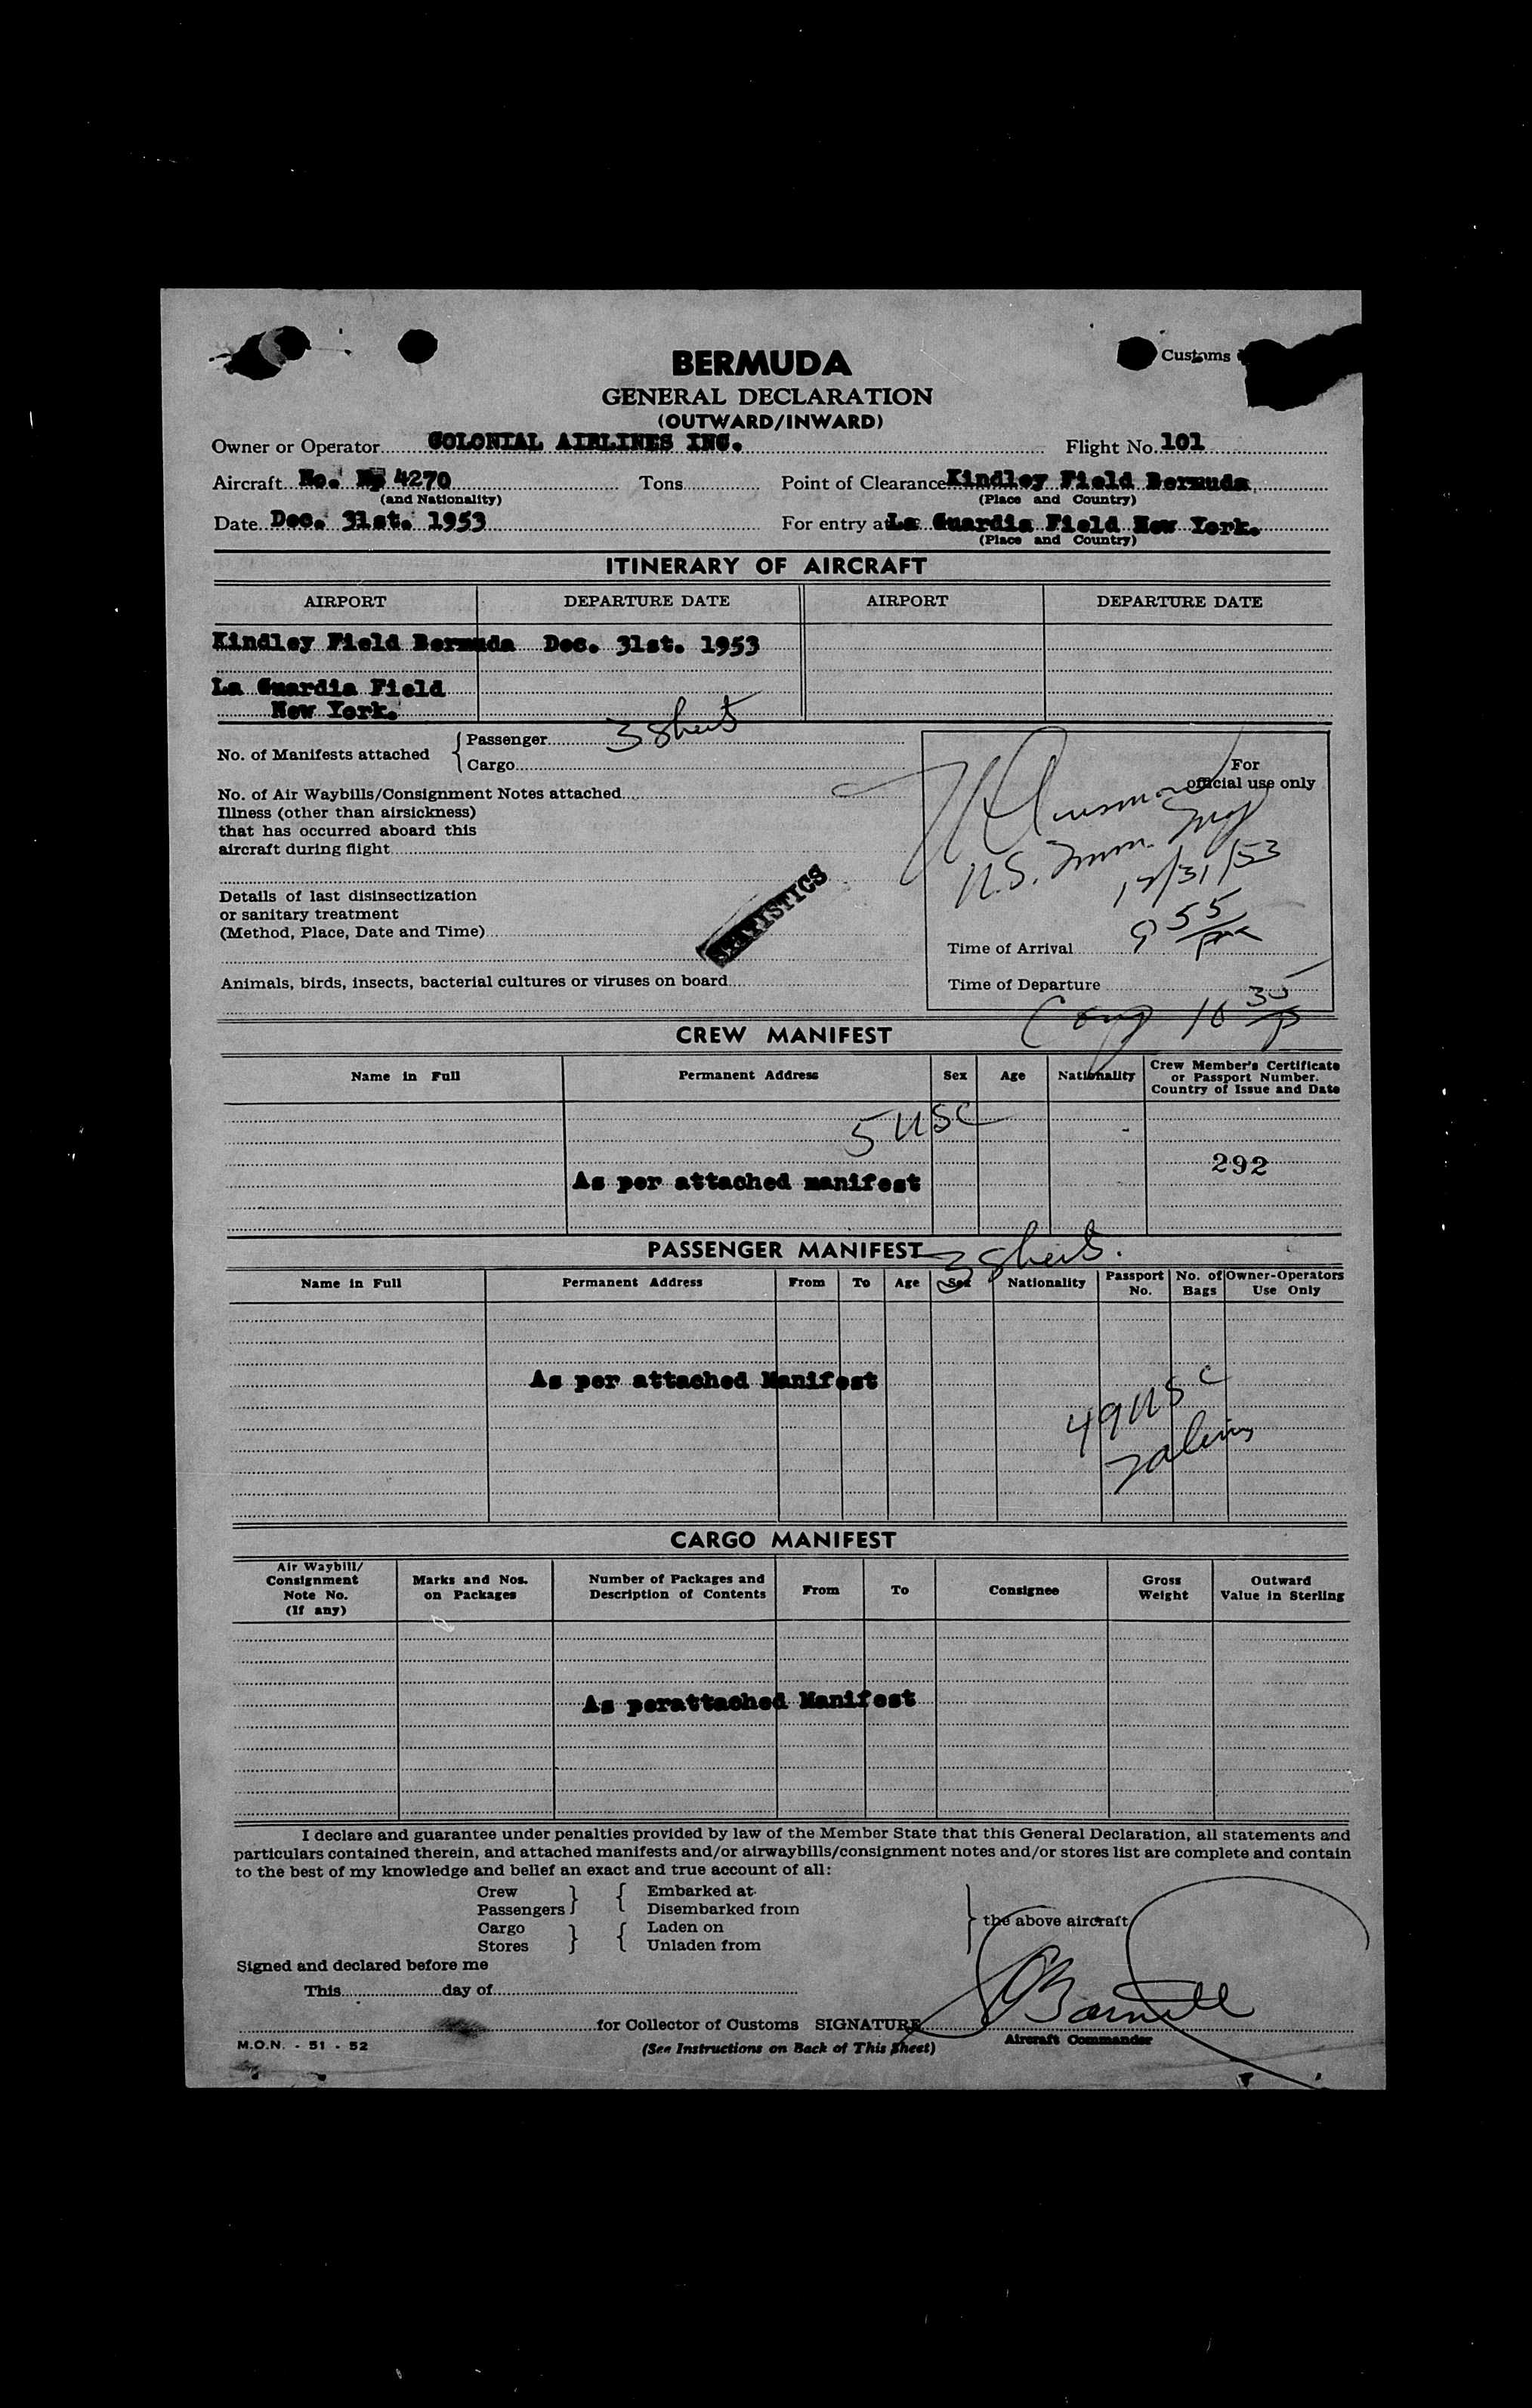 Customs
BERMUDA
GENERAL DECLARATION
(OUTWARD/INWARD)
Owner or Operator COLONIAL AIRLINES INC. Flight No. 101
Aircraft No. N 4270 Tons Point of Clearance Kindley Field Bermuda
(and Nationality) (Place and Country)
Date Dec. 31st. 1953 For entry at La Guardia Field New York.
(Place and Country)
ITINERARY OF AIRCRAFT
AIRPORT DEPARTURE DATE AIRPORT DEPARTURE DATE
Kindley Field Bermuda Dec. 31st. 1953
La Guardia Field
New York.
No. of Manifests attached { Passenger 3 sheets
Cargo
For
official use only
No. of Air Waybills/Consignment Notes attached
Illness (other than airsickness)
that has occurred aboard this
aircraft during flight
U.S. Imm. Insp
12/31/53
Details of last disinsectization
or sanitary treatment
(Method, Place, Date and Time)
STATISTICS
Time of Arrival 9 55 pm
Animals, birds, insects, bacterial cultures or viruses on board
Time of Departure
Comp 10 35 p
CREW MANIFEST
Name in Full Permanent Address Sex Age Nationality Crew Member's Certificate
or Passport Number.
Country of Issue and Date
5 USC
292
As per attached manifest
PASSENGER MANIFEST 3 sheets.
Name in Full Permanent Address From To Age Sex Nationality Passport No. No. of Bags Owner-Operators Use Only
As per attached Manifest
49 USC
CARGO MANIFEST
Air Waybill/
Consignment
Note No.
(If any)
Marks and Nos.
on Packages
Number of Packages and
Description of Contents
From To Consignee
Gross
Weight
Outward
Value in Sterling
As perattached Manifest
I declare and guarantee under penalties provided by law of the Member State that this General Declaration, all statements and
particulars contained therein, and attached manifests and/or airwaybills/consignment notes and/or stores list are complete and contain
to the best of my knowledge and belief an exact and true account of all:
Crew } { Embarked at
Passengers Disembarked from
Cargo } { Laden on
Stores Unladen from
} the above aircraft
Signed and declared before me
This day of
for Collector of Customs SIGNATURE
Aircraft Commander
M.O.N. - 51 - 52 (See Instructions on Back of This Sheet)